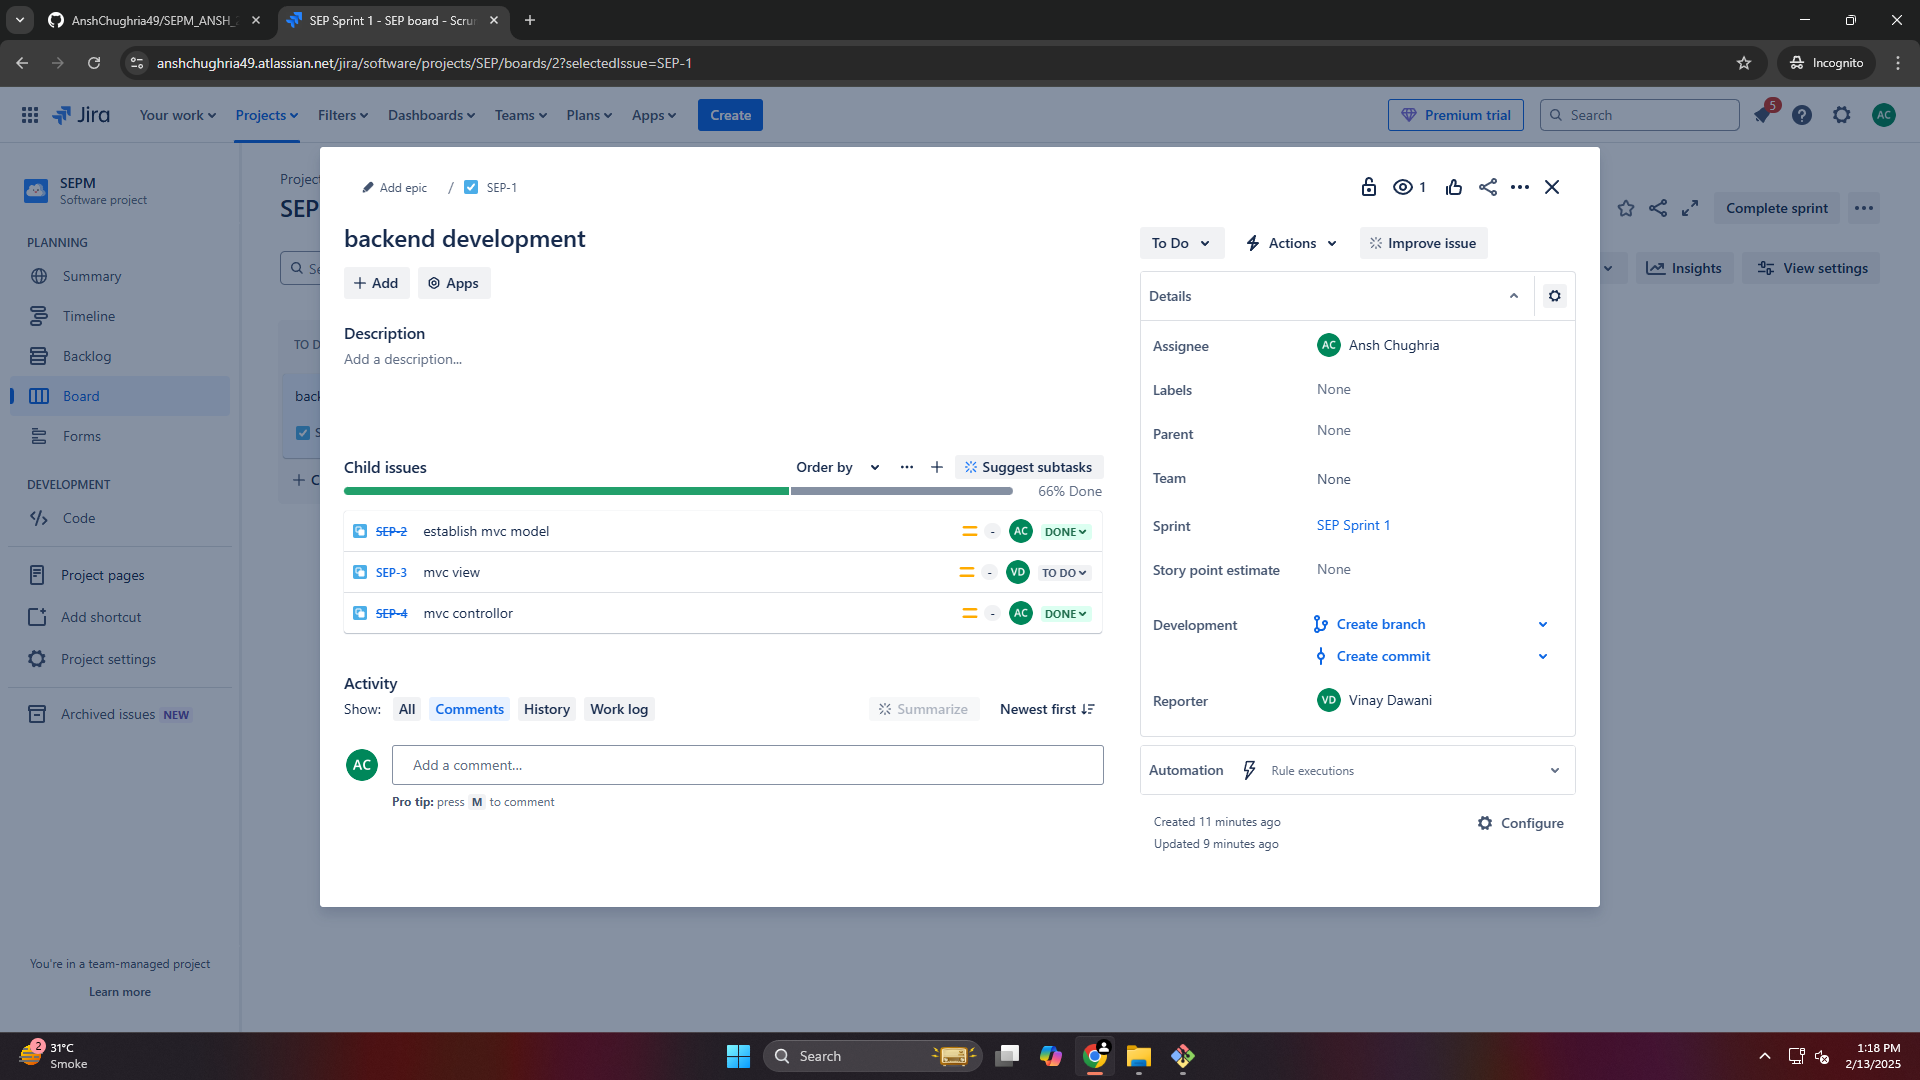 AnshChughria49/SEPM_ANSH_
SEP Sprint 1 - SEP board - Scru
anshchughria49.atlassian.net/jira/software/projects/SEP/boards/2?selectedIssue=SEP-1
Incognito
Jira
Your work
Projects
Filters
Dashboards
Teams
Plans
Apps
Create
Premium trial
Search
5
AC
SEPM
Software project
PLANNING
Summary
Timeline
Backlog
Board
Forms
DEVELOPMENT
Code
Project pages
Add shortcut
Project settings
Archived issues NEW
You're in a team-managed project
Learn more
Projec
SEP
Se
TO D
back
S
C
Complete sprint
Insights
View settings
Add epic / SEP-1
1
backend development
Add
Apps
Description
Add a description...
Child issues
Order by
Suggest subtasks
66% Done
SEP-2 establish mvc model - AC DONE
SEP-3 mvc view - VD TO DO
SEP-4 mvc controllor - AC DONE
Activity
Show: All Comments History Work log
Summarize
Newest first
AC
Add a comment...
Pro tip: press M to comment
To Do
Actions
Improve issue
Details
Assignee AC Ansh Chughria
Labels None
Parent None
Team None
Sprint SEP Sprint 1
Story point estimate None
Development Create branch
Create commit
Reporter VD Vinay Dawani
Automation Rule executions
Created 11 minutes ago
Updated 9 minutes ago
Configure
2
31°C
Smoke
Search
1:18 PM
2/13/2025